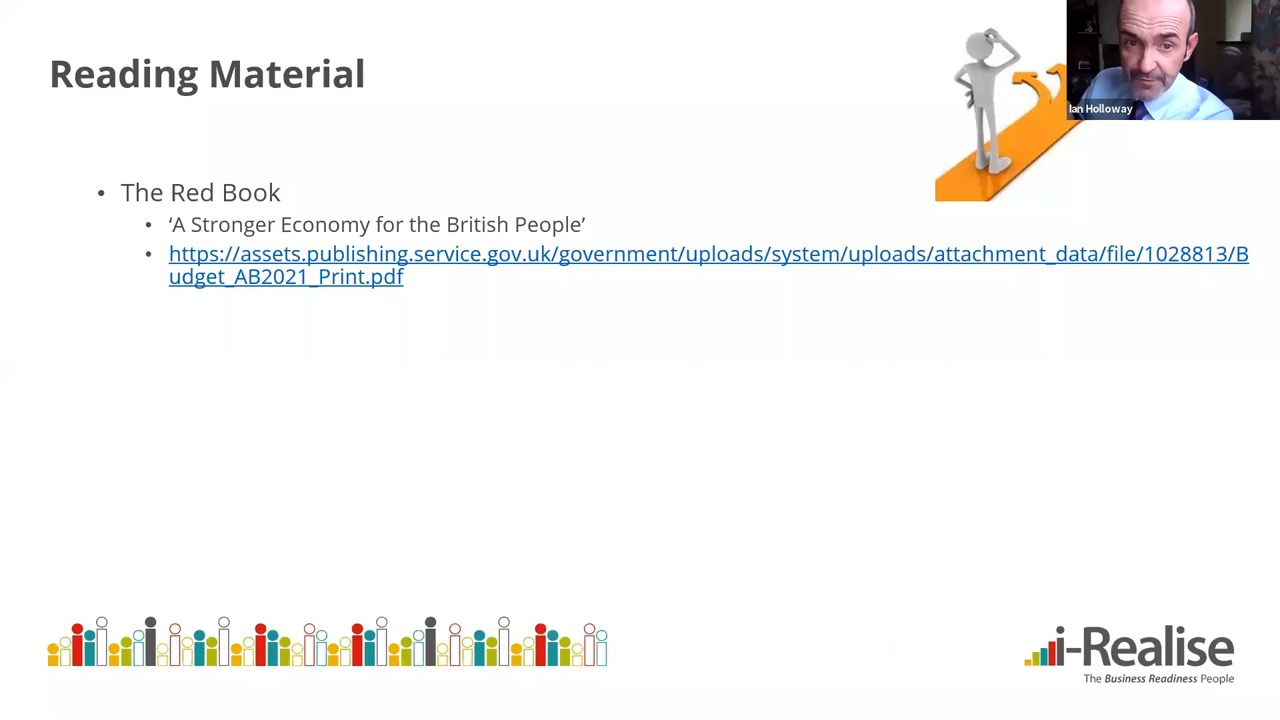 Reading Material
Ian Holloway
• The Red Book
• ‘A Stronger Economy for the British People’
• https://assets.publishing.service.gov.uk/government/uploads/system/uploads/attachment_data/file/1028813/B
udget_AB2021_Print.pdf
i-Realise
The Business Readiness People